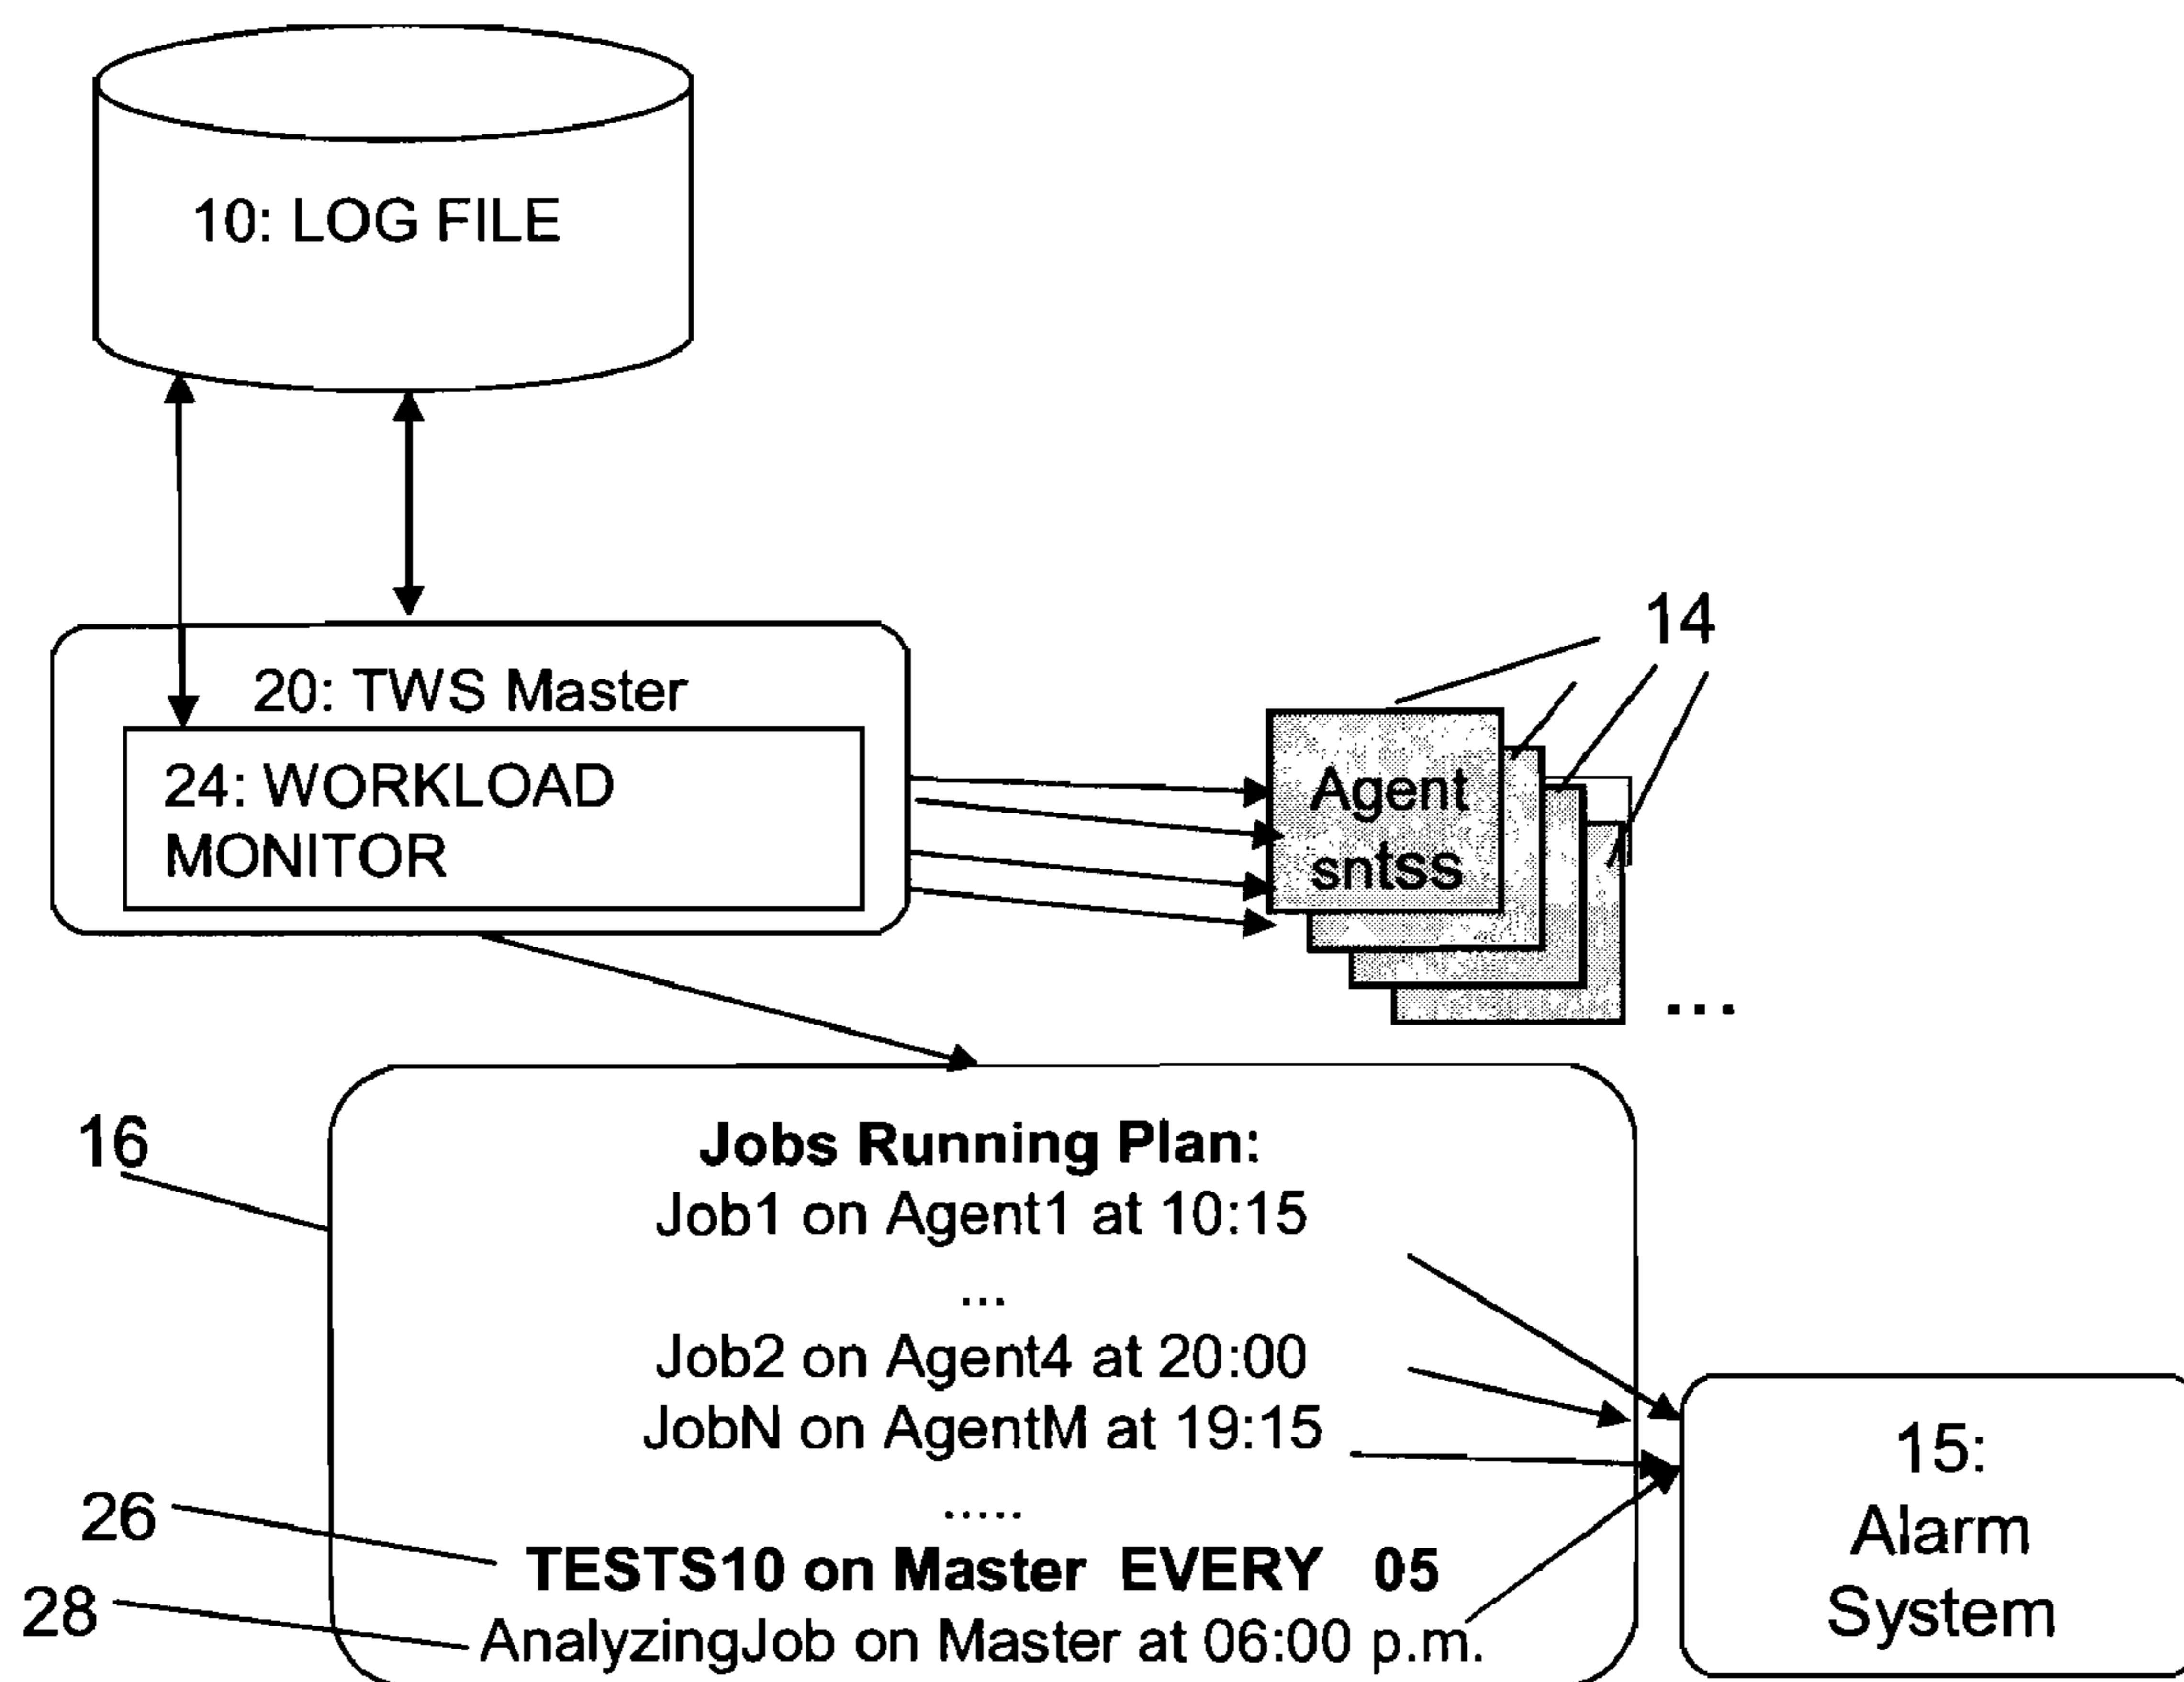 10: LOG FILE
20: TWS Master
24: WORKLOAD
MONITOR
14
Agent
sntss
...
16
Jobs Running Plan:
Job1 on Agent1 at 10:15
...
Job2 on Agent4 at 20:00
JobN on AgentM at 19:15
.....
26
TESTS10 on Master EVERY 05
28
AnalyzingJob on Master at 06:00 p.m.
15:
Alarm
System